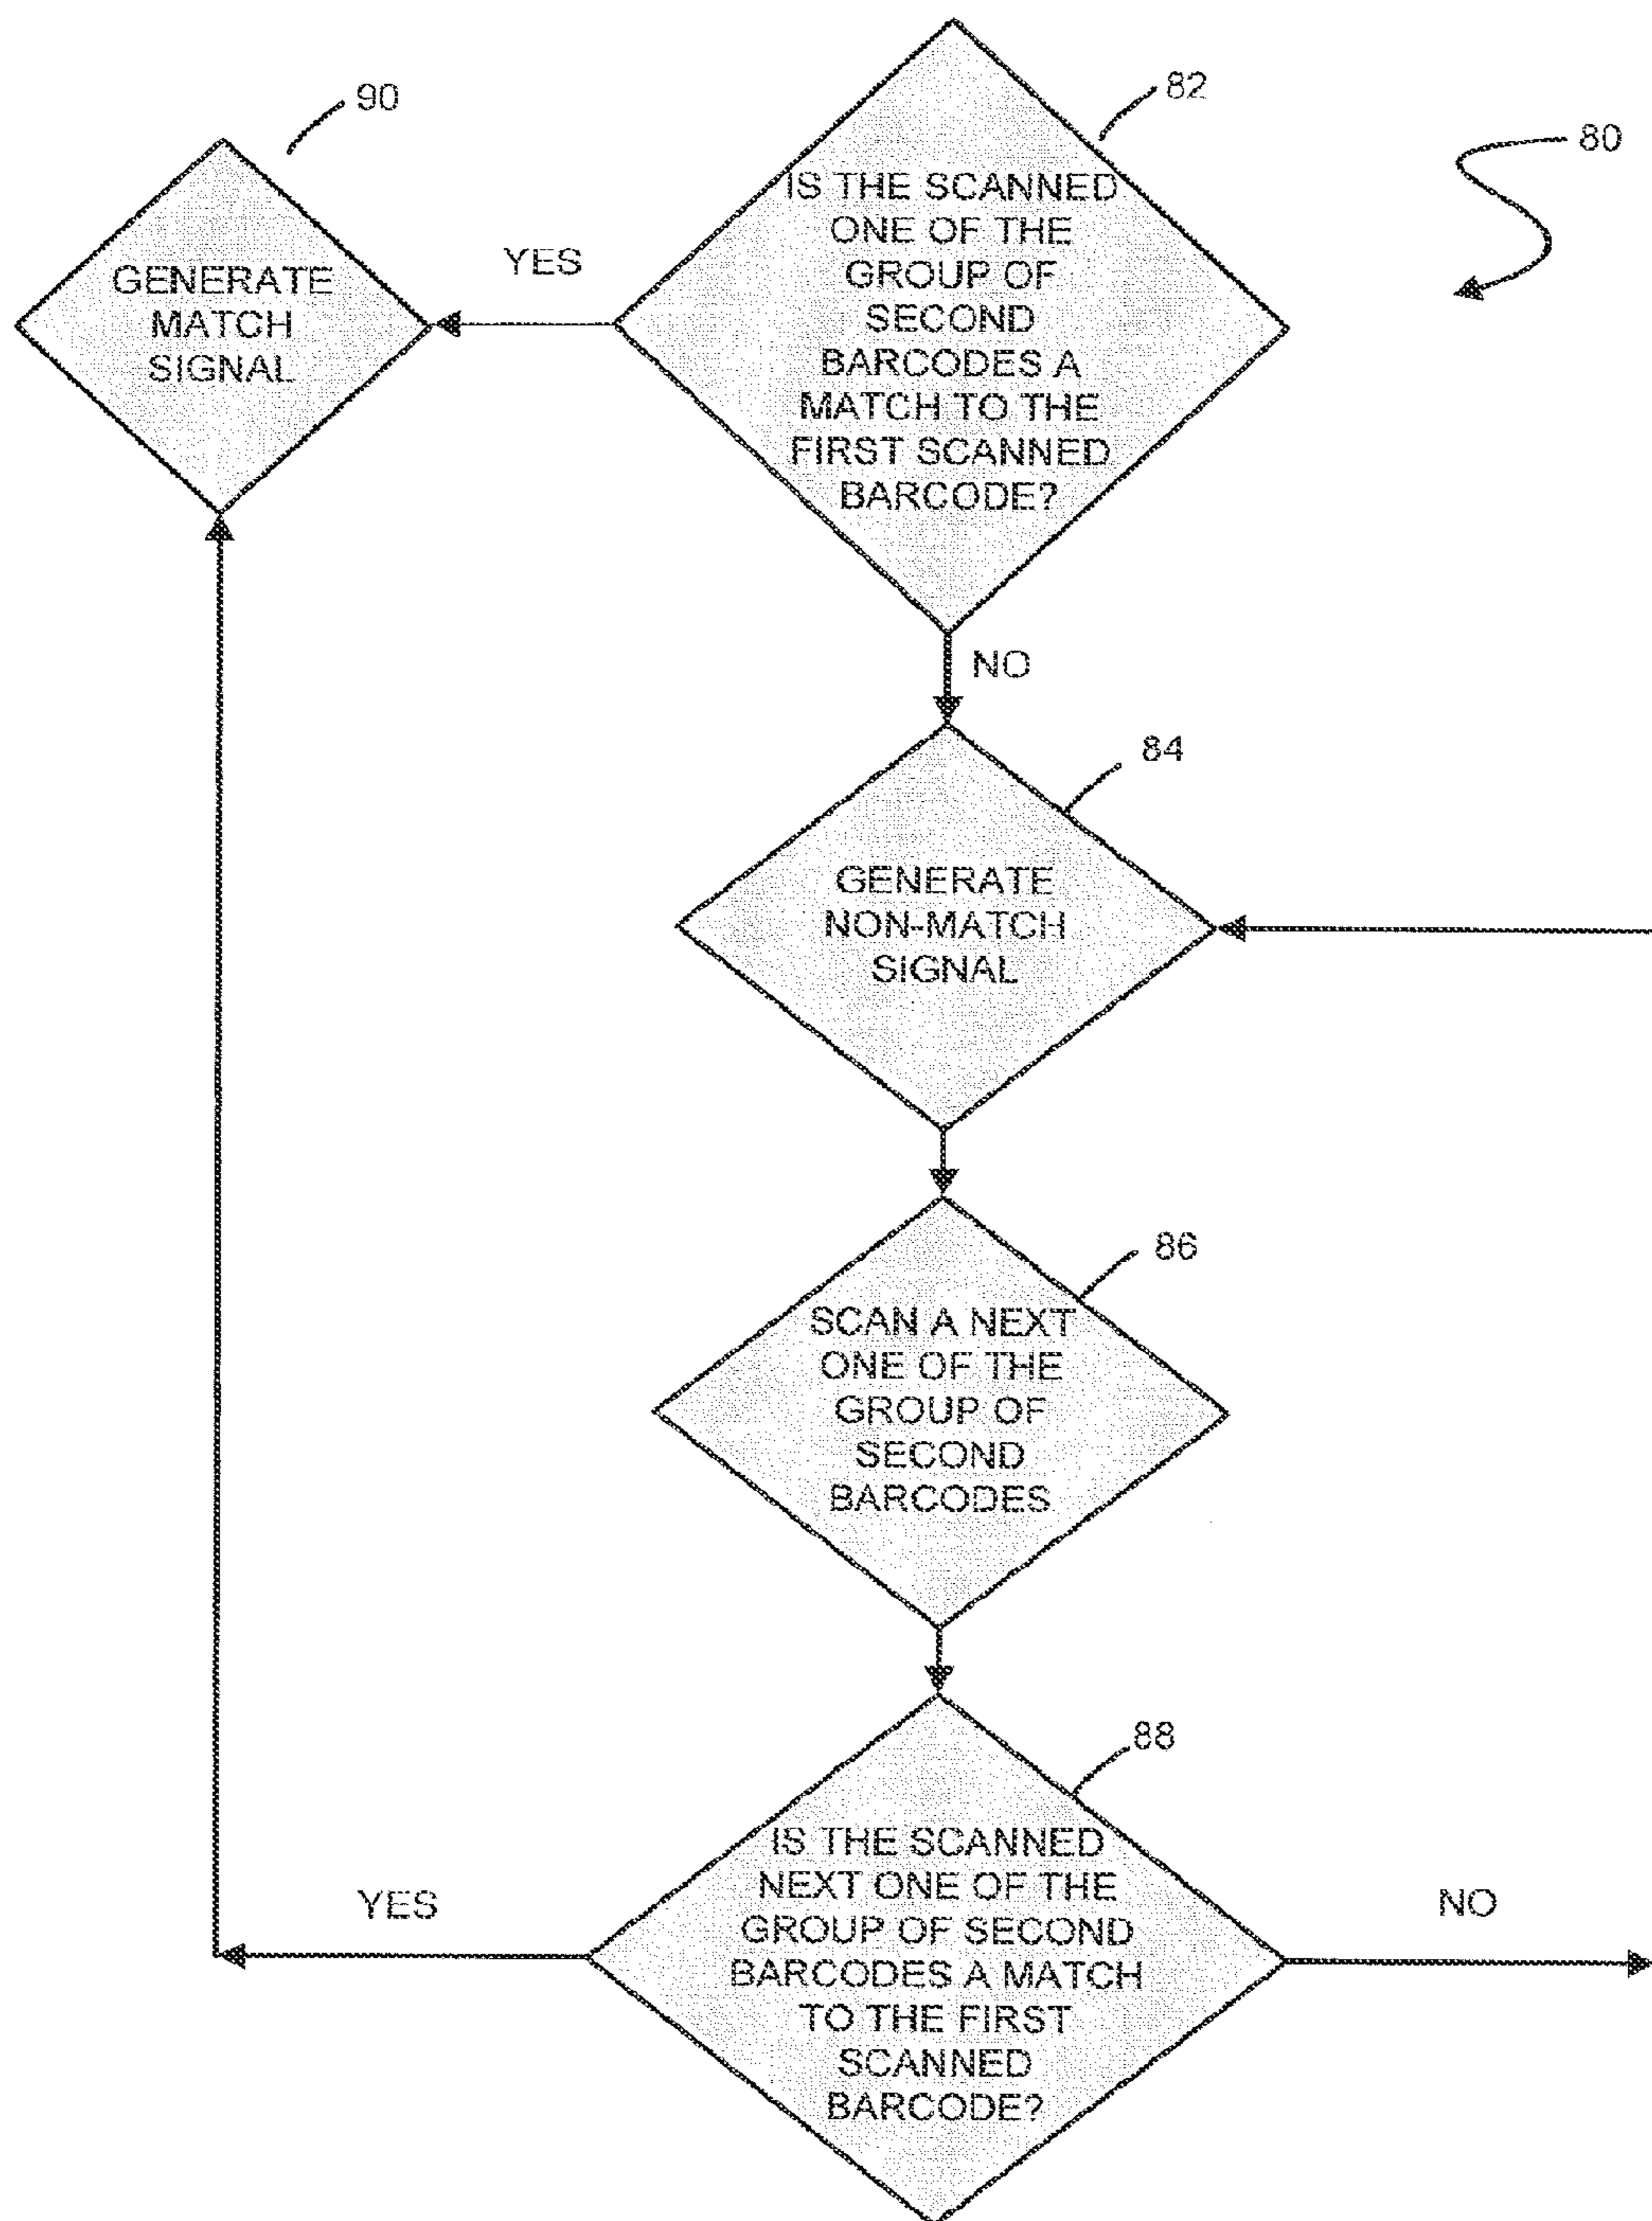 90
82
80
IS THE SCANNED
ONE OF THE
GROUP OF
SECOND
BARCODES A
MATCH TO THE
FIRST SCANNED
BARCODE?
YES
GENERATE
MATCH
SIGNAL
NO
84
GENERATE
NON-MATCH
SIGNAL
86
SCAN A NEXT
ONE OF THE
GROUP OF
SECOND
BARCODES
88
IS THE SCANNED
NEXT ONE OF THE
GROUP OF SECOND
BARCODES A MATCH
TO THE FIRST
SCANNED
BARCODE?
YES
NO